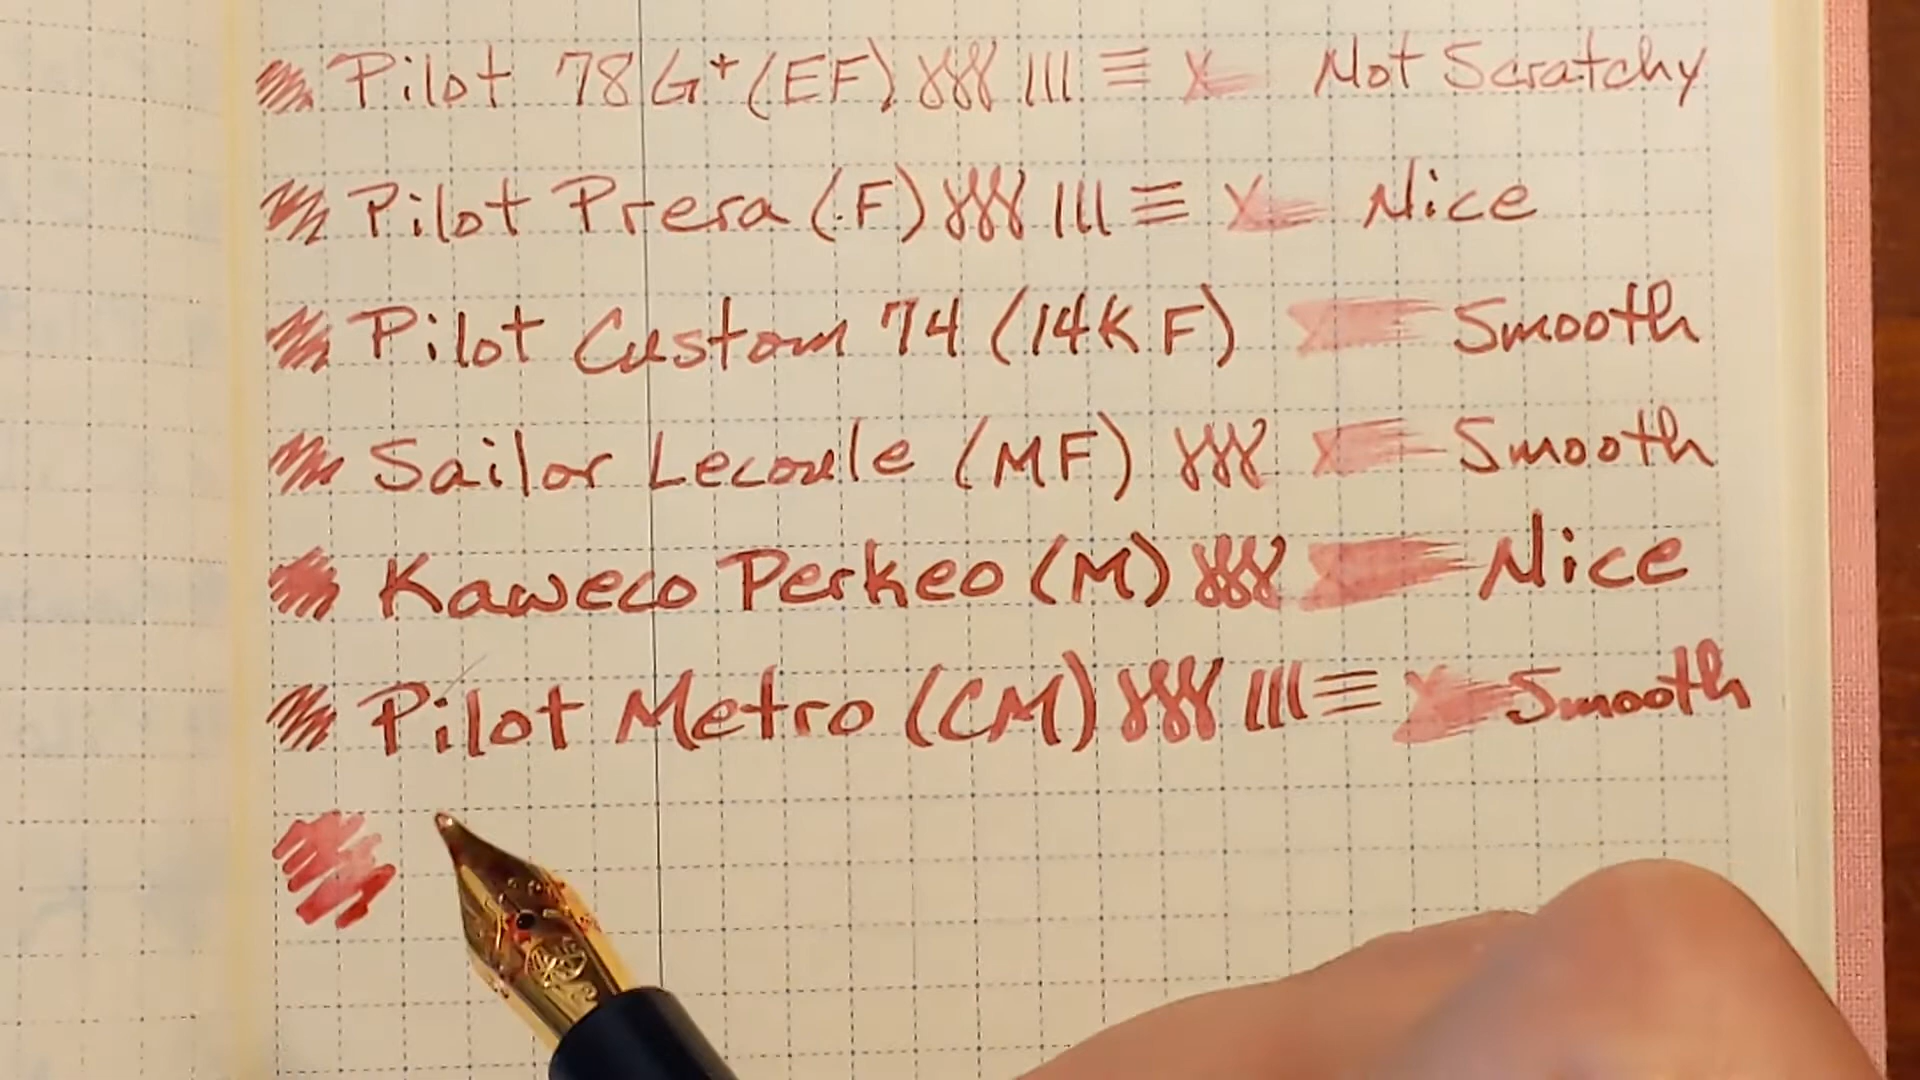 Pilot 78G+ (EF) Not Scratchy
Pilot Prera (F) Nice
Pilot Custom 74 (14K F) Smooth
Sailor Lecoule (MF) Smooth
Kaweco Perkeo (M) Nice
Pilot Metro (CM) Smooth